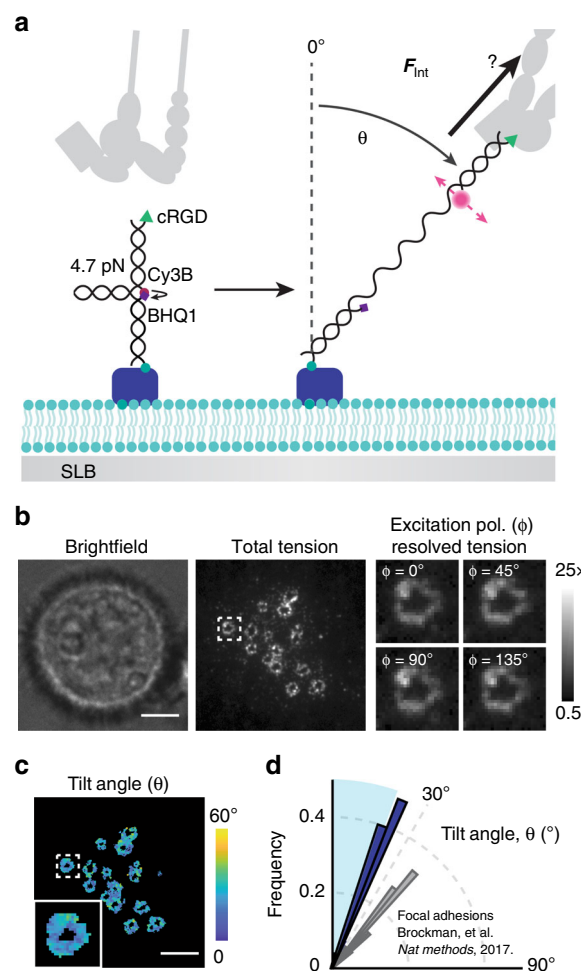 a
0°
F_Int
?
θ
cRGD
4.7 pN
Cy3B
BHQ1
SLB
b
Brightfield
Total tension
Excitation pol. (ϕ)
resolved tension
ϕ = 0°
ϕ = 45°
ϕ = 90°
ϕ = 135°
25x
0.5
c
Tilt angle (θ)
60°
0
d
Frequency
0.4
0.2
0
30°
Tilt angle, θ (°)
Focal adhesions
Brockman, et al.
Nat methods, 2017.
90°